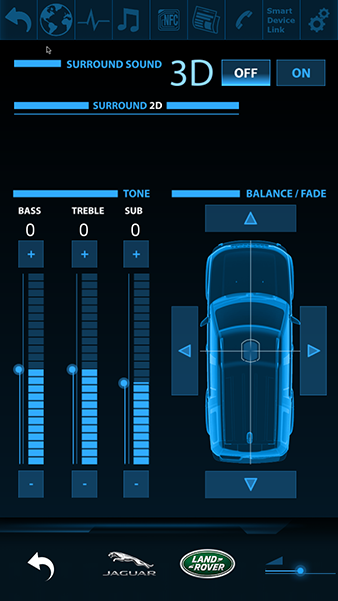 NFC
Smart
Device
Link
SURROUND SOUND 3D OFF ON
SURROUND 2D
TONE
BALANCE / FADE
BASS TREBLE SUB
0 0 0
+ + +
- - -
JAGUAR
LAND-
ROVER